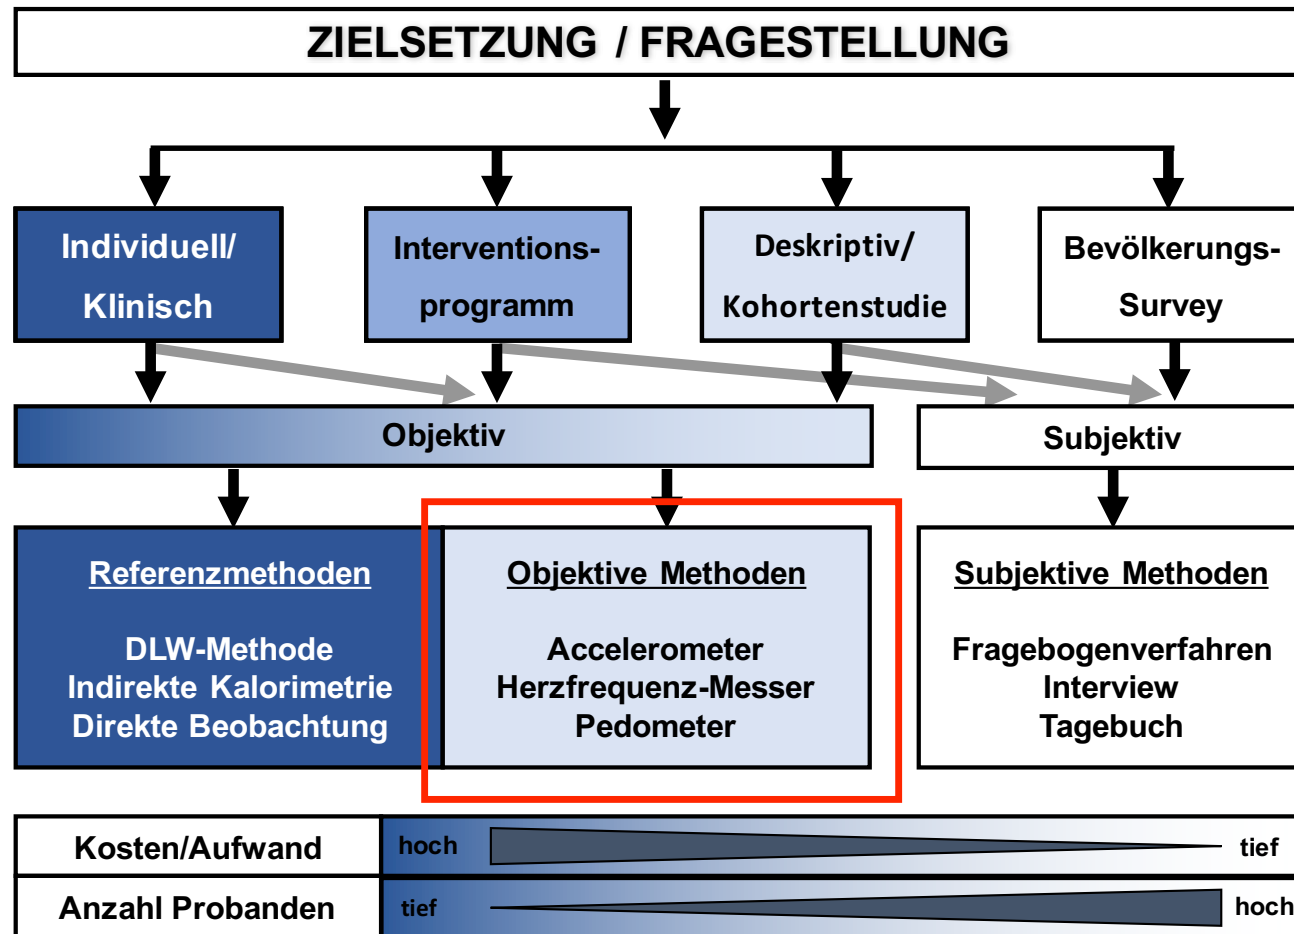 ZIELSETZUNG / FRAGESTELLUNG
Individuell/
Klinisch
Interventions-
programm
Deskriptiv/
Kohortenstudie
Bevölkerungs-
Survey
Objektiv
Subjektiv
Referenzmethoden
DLW-Methode
Indirekte Kalorimetrie
Direkte Beobachtung
Objektive Methoden
Accelerometer
Herzfrequenz-Messer
Pedometer
Subjektive Methoden
Fragebogenverfahren
Interview
Tagebuch
Kosten/Aufwand
hoch
tief
Anzahl Probanden
tief
hoch